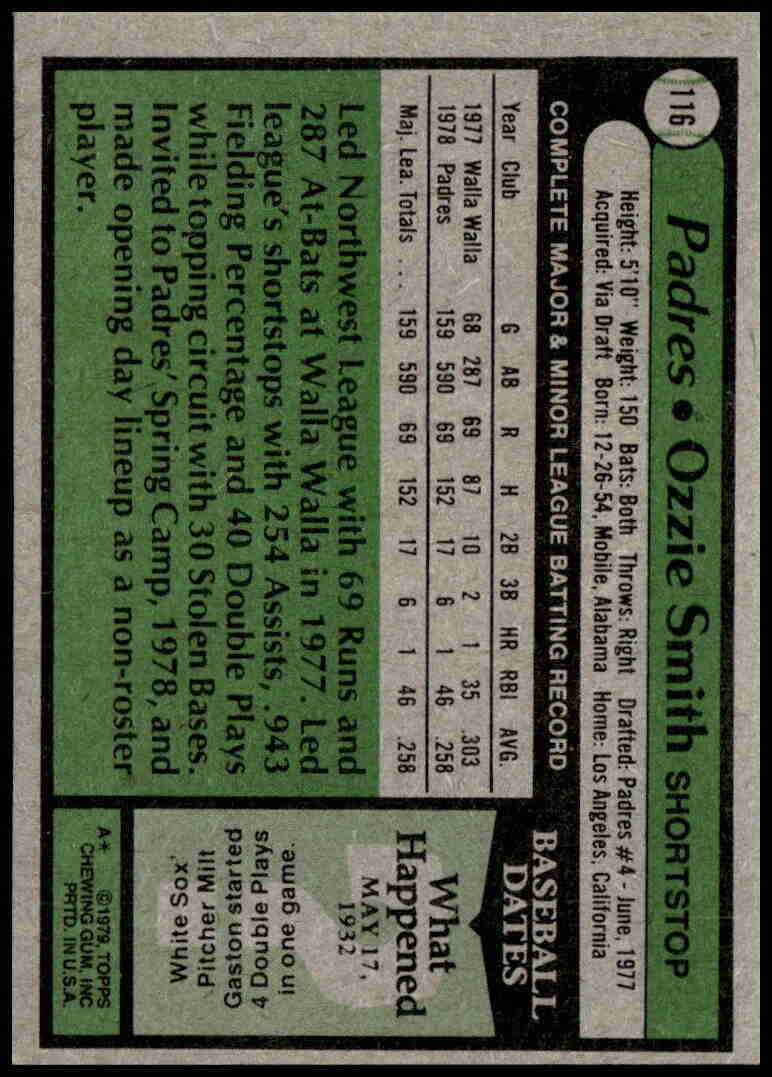 116
Padres • Ozzie Smith SHORTSTOP
Height: 5'10" Weight: 150 Bats: Both Throws: Right Drafted: Padres #4 - June, 1977
Acquired: Via Draft Born: 12-26-54, Mobile, Alabama Home: Los Angeles, California
COMPLETE MAJOR & MINOR LEAGUE BATTING RECORD
Year Club G AB R H 2B 3B HR RBI AVG.
1977 Walla Walla 68 287 69 87 10 2 1 35 .303
1978 Padres 159 590 69 152 17 6 1 46 .258
Maj. Lea. Totals ... 159 590 69 152 17 6 1 46 .258
Led Northwest League with 69 Runs and
287 At-Bats at Walla Walla in 1977. Led
league's shortstops with 254 Assists, .943
Fielding Percentage and 40 Double Plays
while topping circuit with 30 Stolen Bases.
Invited to Padres' Spring Camp, 1978, and
made opening day lineup as a non-roster
player.
BASEBALL
DATES
What
Happened
MAY 17,
1932
White Sox'
Pitcher Milt
Gaston started
4 Double Plays
in one game.
A* ©1979, TOPPS
CHEWING GUM, INC
PRTD. IN U.S.A.